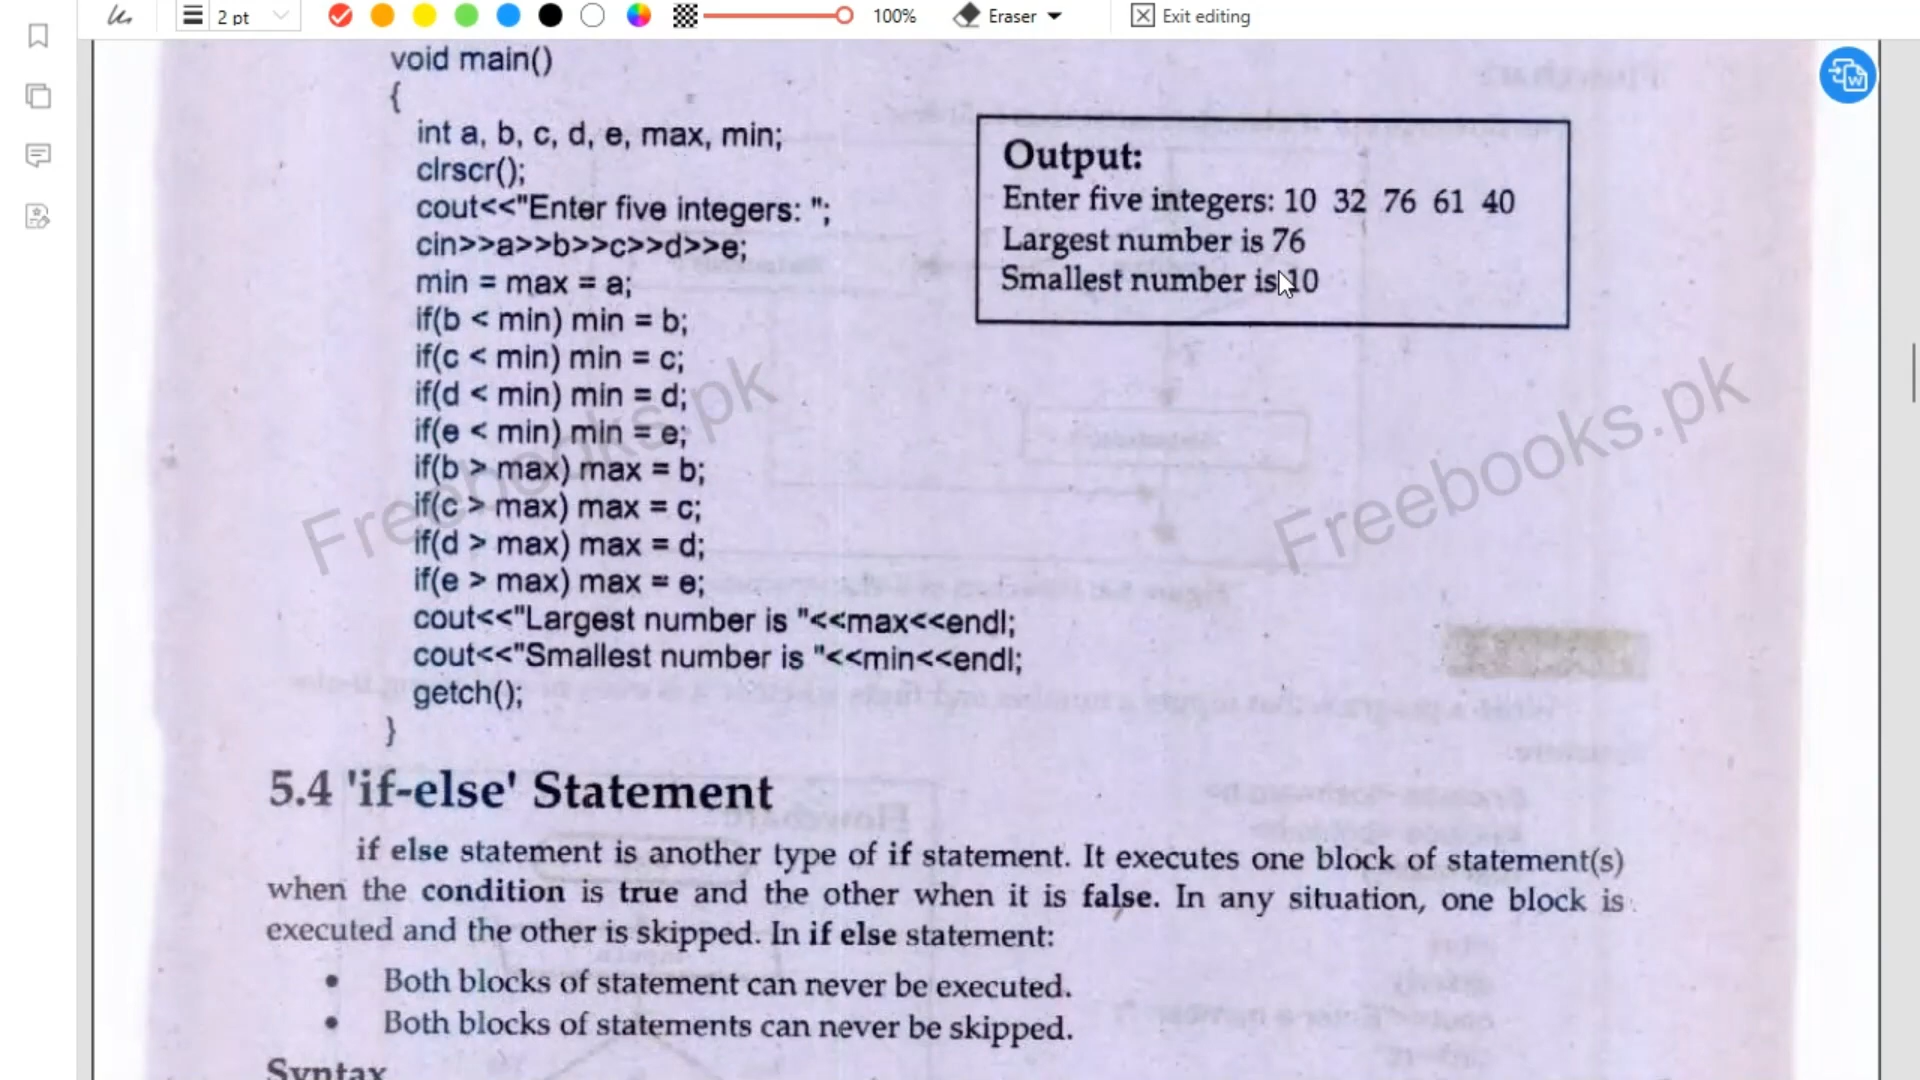 2 pt
100%
Eraser
Exit editing
void main()
{
int a, b, c, d, e, max, min;
clrscr();
cout<<"Enter five integers: ";
cin>>a>>b>>c>>d>>e;
min = max = a;
if(b < min) min = b;
if(c < min) min = c;
if(d < min) min = d;
if(e < min) min = e;
if(b > max) max = b;
if(c > max) max = c;
if(d > max) max = d;
if(e > max) max = e;
cout<<"Largest number is "<<max<<endl;
cout<<"Smallest number is "<<min<<endl;
getch();
}
Output:
Enter five integers: 10 32 76 61 40
Largest number is 76
Smallest number is 10
Freebooks.pk
Freebooks.pk
5.4 'if-else' Statement
if else statement is another type of if statement. It executes one block of statement(s)
when the condition is true and the other when it is false. In any situation, one block is
executed and the other is skipped. In if else statement:
• Both blocks of statement can never be executed.
• Both blocks of statements can never be skipped.
Syntax